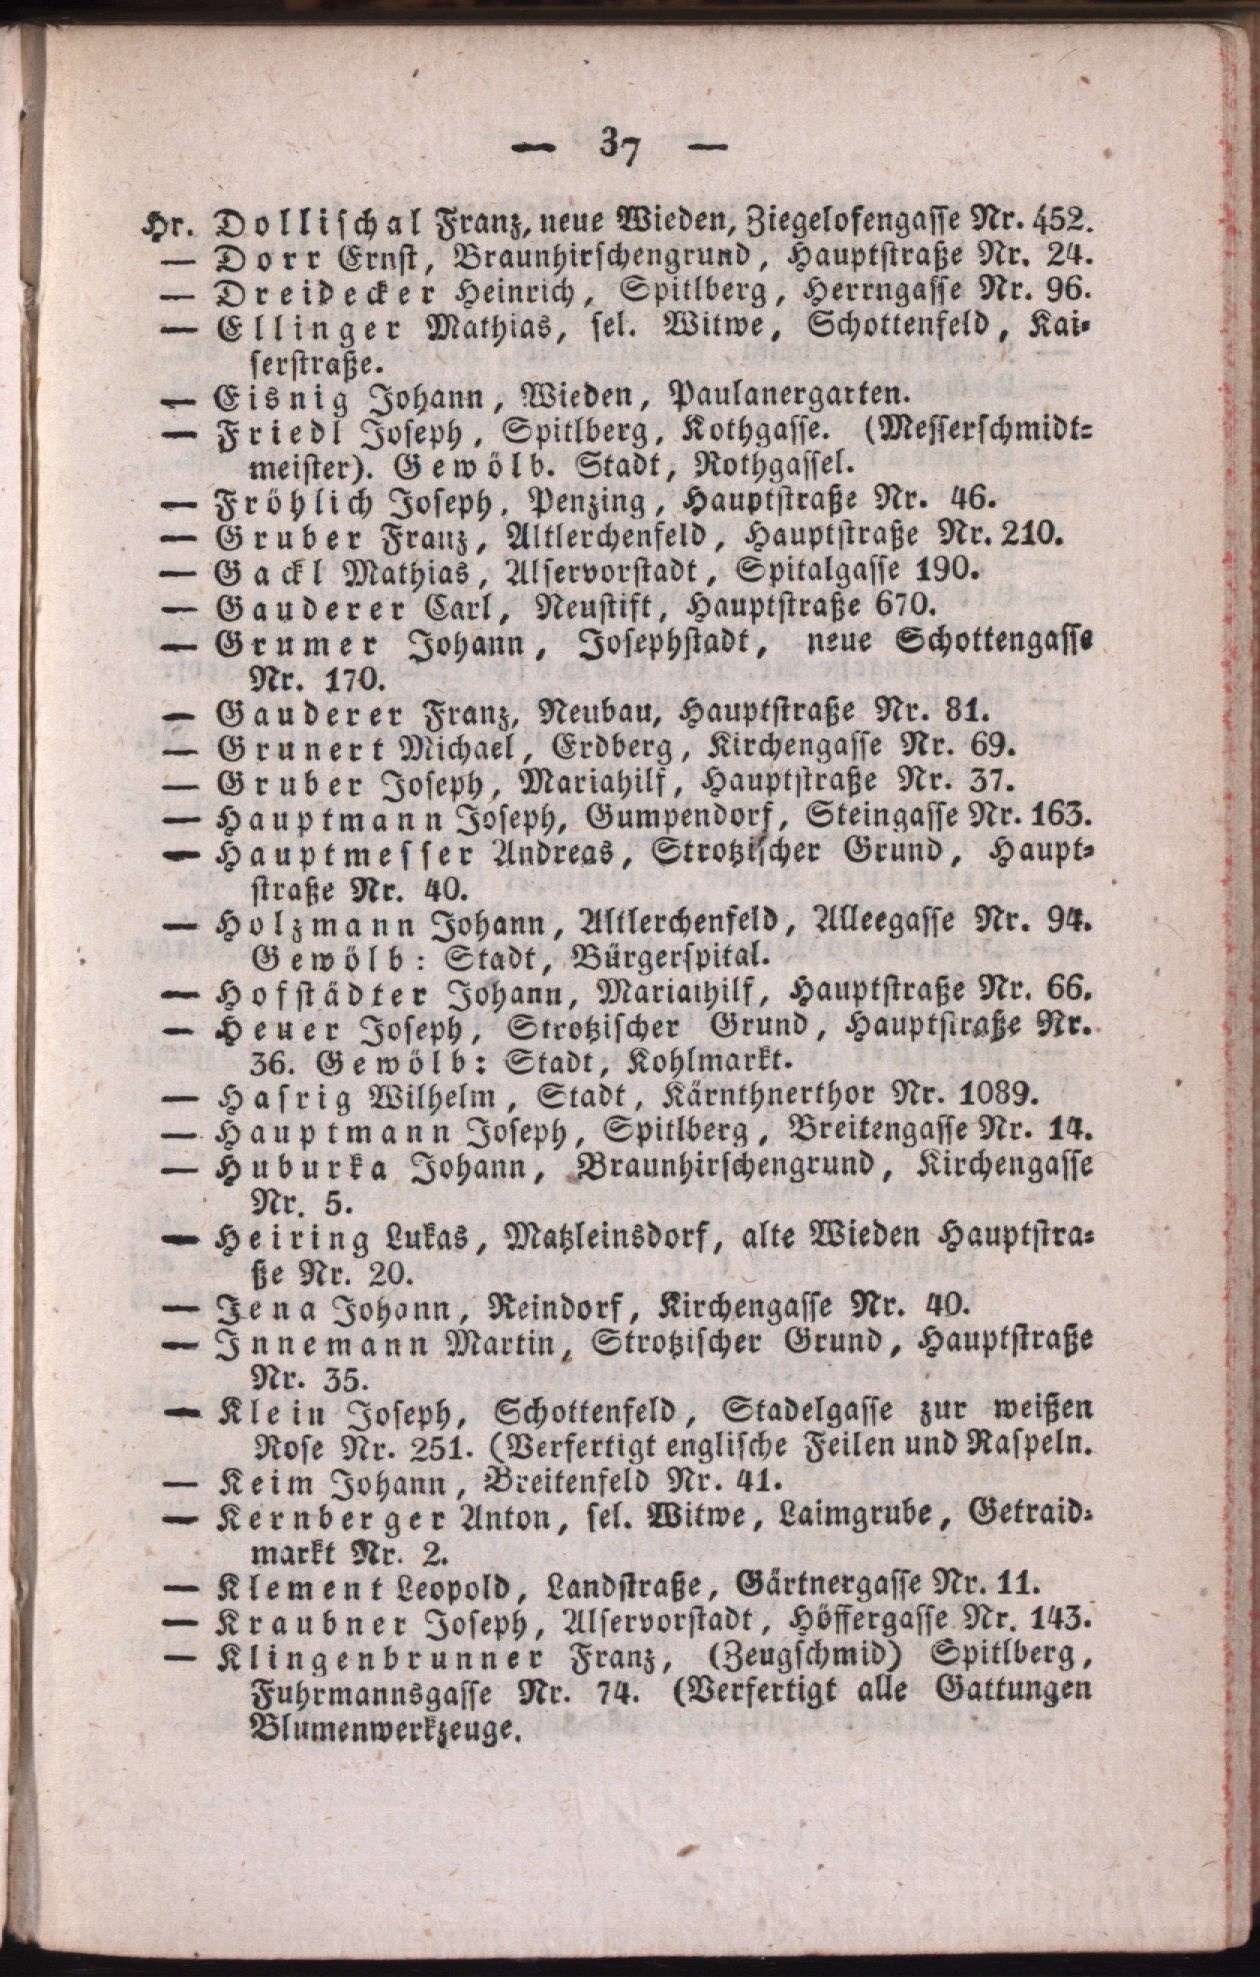 — 37 —
Hr. Dollischal Franz, neue Wieden, Ziegelofengasse Nr. 452.
— Dorr Ernst, Braunhirschengrund, Hauptstraße Nr. 24.
— Dreidecker Heinrich, Spitlberg, Herrngasse Nr. 96.
— Ellinger Mathias, sel. Witwe, Schottenfeld, Kai-
serstraße.
— Eisnig Johann, Wieden, Paulanergarten.
— Friedl Joseph, Spitlberg, Kothgasse. (Messerschmidt-
meister). Gewölb. Stadt, Rothgassel.
— Fröhlich Joseph, Penzing, Hauptstraße Nr. 46.
— Gruber Franz, Altlerchenfeld, Hauptstraße Nr. 210.
— Gackl Mathias, Alservorstadt, Spitalgasse 190.
— Gauderer Carl, Neustift, Hauptstraße 670.
— Grumer Johann, Josephstadt, neue Schottengasse
Nr. 170.
— Gauderer Franz, Neubau, Hauptstraße Nr. 81.
— Grunert Michael, Erdberg, Kirchengasse Nr. 69.
— Gruber Joseph, Mariahilf, Hauptstraße Nr. 37.
— Hauptmann Joseph, Gumpendorf, Steingasse Nr. 163.
— Hauptmesser Andreas, Strotzischer Grund, Haupt-
straße Nr. 40.
— Holzmann Johann, Altlerchenfeld, Alleegasse Nr. 94.
Gewölb: Stadt, Bürgerspital.
— Hofstädter Johann, Mariaihilf, Hauptstraße Nr. 66.
— Heuer Joseph, Strotzischer Grund, Hauptstraße Nr.
36. Gewölb: Stadt, Kohlmarkt.
— Hasrig Wilhelm, Stadt, Kärnthnerthor Nr. 1089.
— Hauptmann Joseph, Spitlberg, Breitengasse Nr. 14.
— Huburka Johann, Braunhirschengrund, Kirchengasse
Nr. 5.
— Heiring Lukas, Matzleinsdorf, alte Wieden Hauptstra-
ße Nr. 20.
— Jena Johann, Reindorf, Kirchengasse Nr. 40.
— Innemann Martin, Strotzischer Grund, Hauptstraße
Nr. 35.
— Klein Joseph, Schottenfeld, Stadelgasse zur weißen
Rose Nr. 251. (Verfertigt englische Feilen und Raspeln.
— Keim Johann, Breitenfeld Nr. 41.
— Kernberger Anton, sel. Witwe, Laimgrube, Getraid-
markt Nr. 2.
— Klement Leopold, Landstraße, Gärtnergasse Nr. 11.
— Kraubner Joseph, Alservorstadt, Höffergasse Nr. 143.
— Klingenbrunner Franz, (Zeugschmid) Spitlberg,
Fuhrmannsgasse Nr. 74. (Verfertigt alle Gattungen
Blumenwerkzeuge.